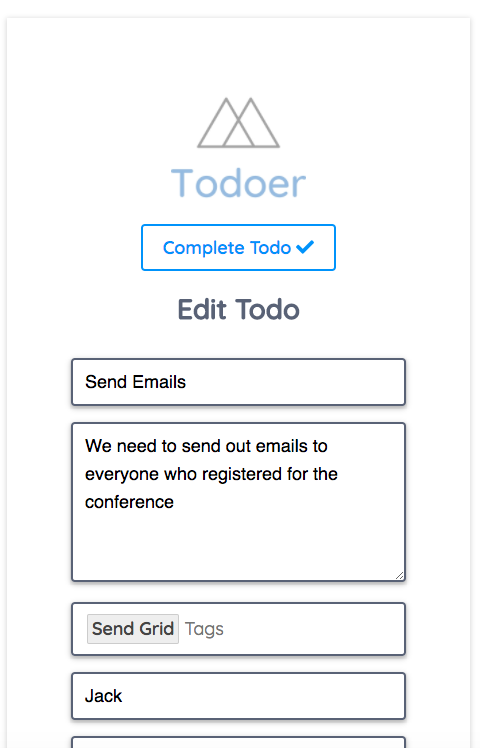 Todoer
Complete Todo
Edit Todo
Send Emails
We need to send out emails to
everyone who registered for the
conference
Send Grid Tags
Jack